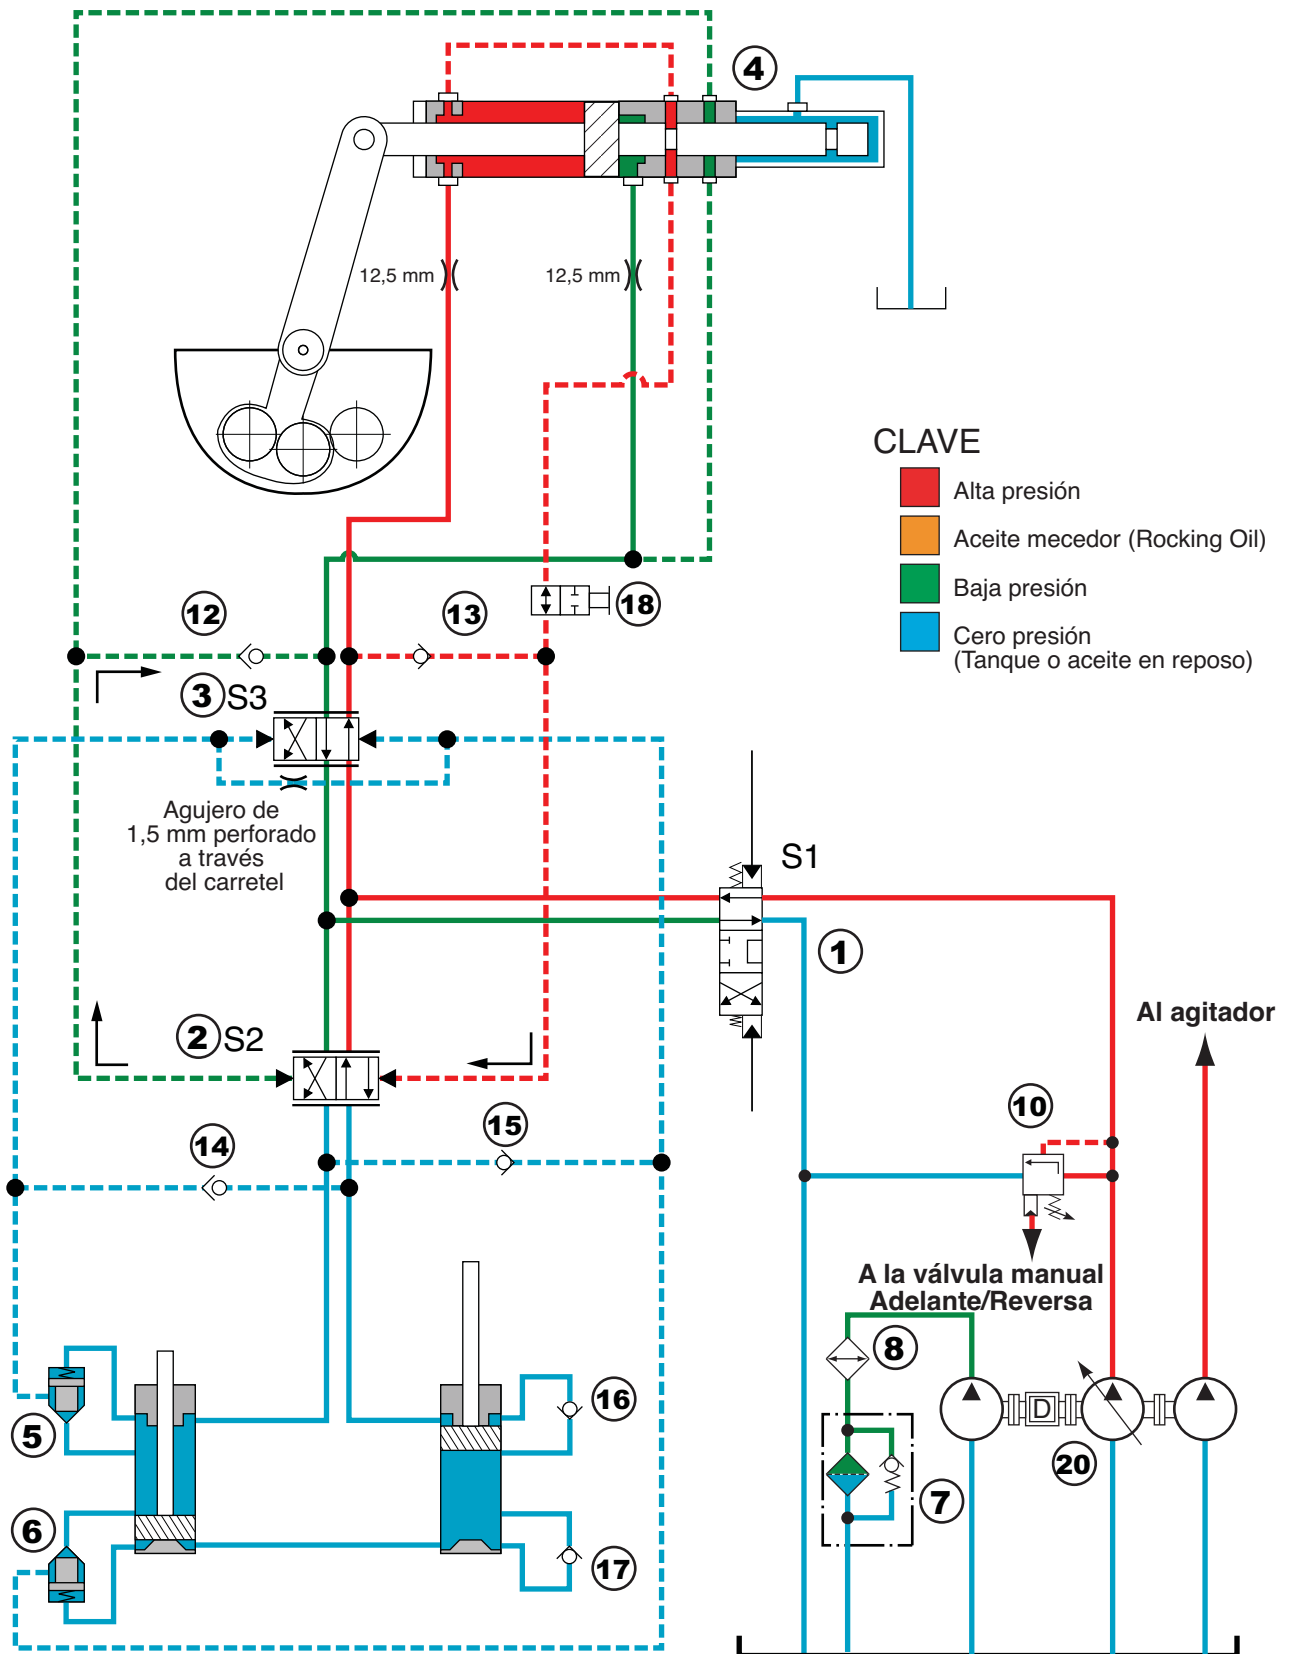 4
12,5 mm
12,5 mm
CLAVE
Alta presión
Aceite mecedor (Rocking Oil)
Baja presión
Cero presión
(Tanque o aceite en reposo)
18
12
13
3 S3
Agujero de
1,5 mm perforado
a través
del carretel
S1
1
2 S2
Al agitador
10
14
15
A la válvula manual
Adelante/Reversa
8
5
16
D
20
7
6
17